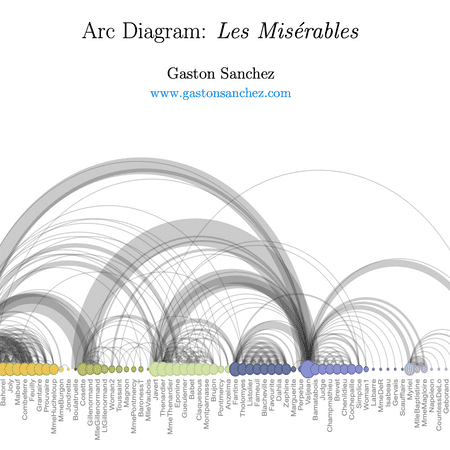 Arc Diagram: Les Misérables
Gaston Sanchez
www.gastonsanchez.com
Bahorel
Joly
Mabeuf
Combeferre
Feuilly
Grantaire
Prouvaire
MmeHucheloup
MmeBurgon
Jondrette
Boulatruelle
Cosette
Gillenormand
MlleGillenormand
LtGillenormand
Woman2
Toussaint
Magnon
MmePontmercy
BaronessT
MlleVaubois
Javert
Thenardier
MmeThenardier
Eponine
Gueulemer
Babet
Claquesous
Montparnasse
Brujon
Pontmercy
Anzelma
Fantine
Tholomyes
Listolier
Fameuil
Blacheville
Favourite
Dahlia
Zephine
Marguerite
Perpetue
Valjean
Bamatabois
Judge
Champmathieu
Brevet
Chenildieu
Cochepaille
Simplice
Woman1
Labarre
MmeDeR
Isabeau
Gervais
Scaufflaire
Myriel
MlleBaptistine
MmeMagloire
Napoleon
CountessDeLo
Geborand